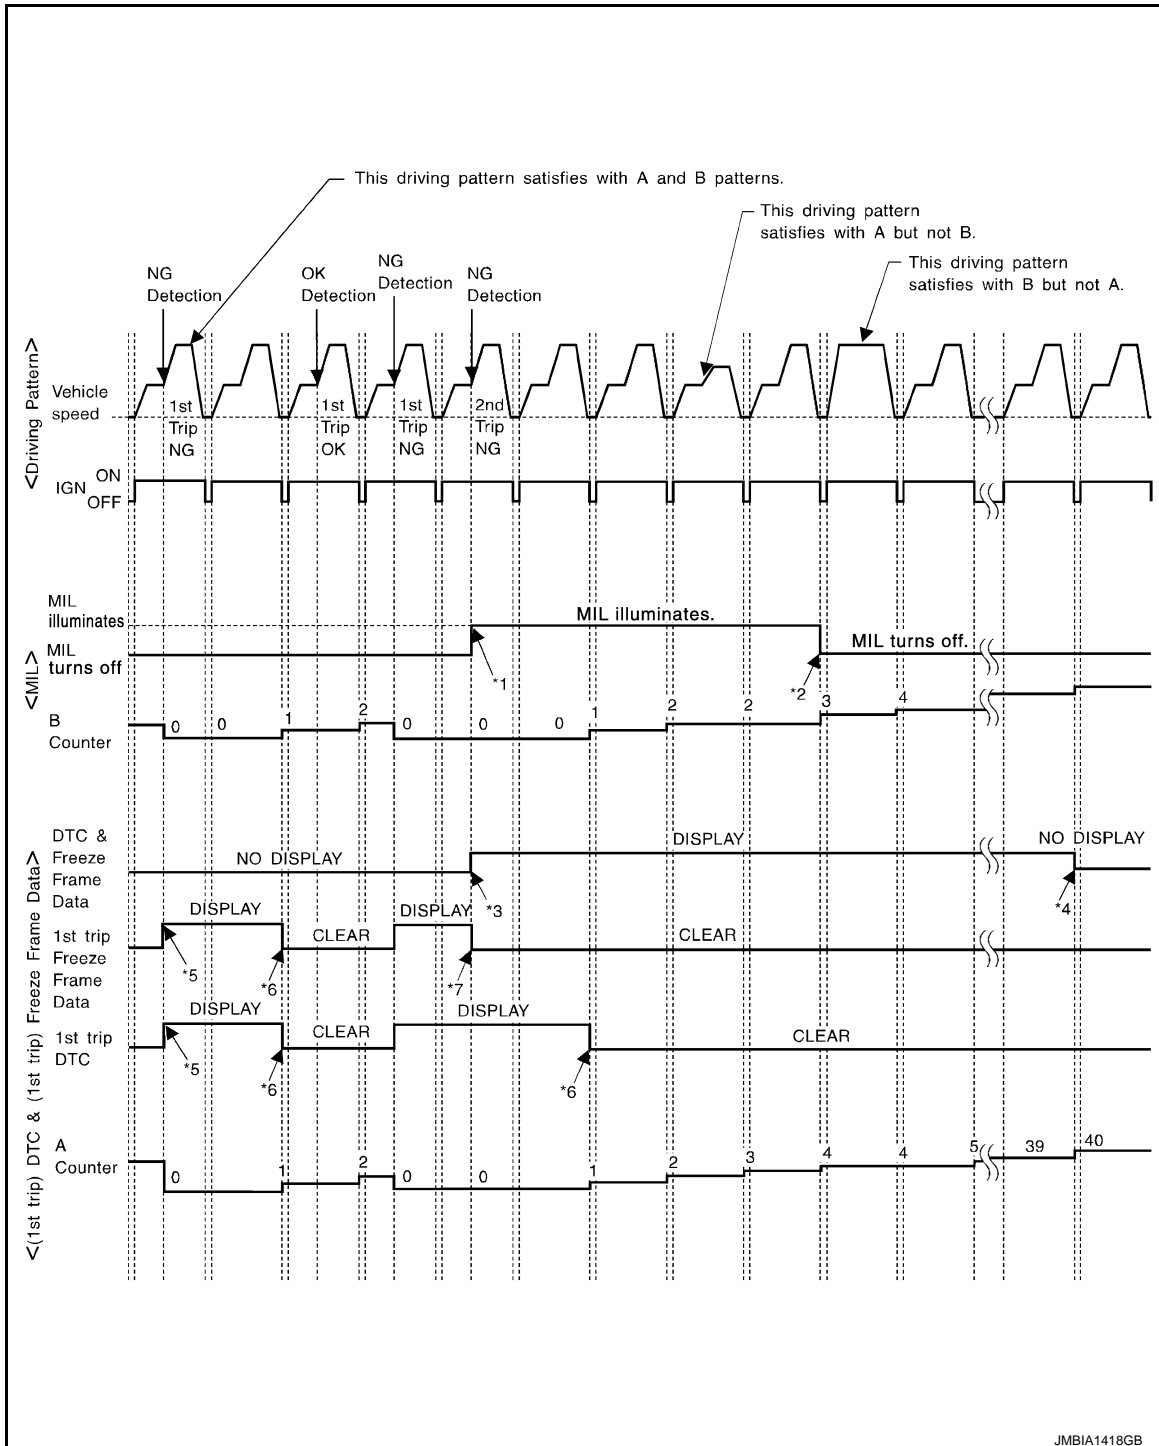 This driving pattern satisfies with A and B patterns.
This driving pattern
satisfies with A but not B.
This driving pattern
satisfies with B but not A.
NG
Detection
OK
Detection
NG
Detection
NG
Detection
<Driving Pattern>
Vehicle
speed
1st
Trip
NG
1st
Trip
OK
1st
Trip
NG
2nd
Trip
NG
IGN
ON
OFF
<MIL>
MIL
illuminates
MIL illuminates.
MIL
turns off
MIL turns off.
*1
*2
B
Counter
0 0 1 2 0 0 0 1 2 2 3 4
<(1st trip) DTC & (1st trip) Freeze Frame Data>
DTC &
Freeze
Frame
Data
NO DISPLAY
DISPLAY
NO DISPLAY
*3
*4
1st trip
Freeze
Frame
Data
DISPLAY
CLEAR
DISPLAY
CLEAR
*5
*6
*7
1st trip
DTC
DISPLAY
CLEAR
DISPLAY
CLEAR
*5
*6
*6
A
Counter
0 1 2 0 0 1 2 3 4 4 5 39 40
JMBIA1418GB